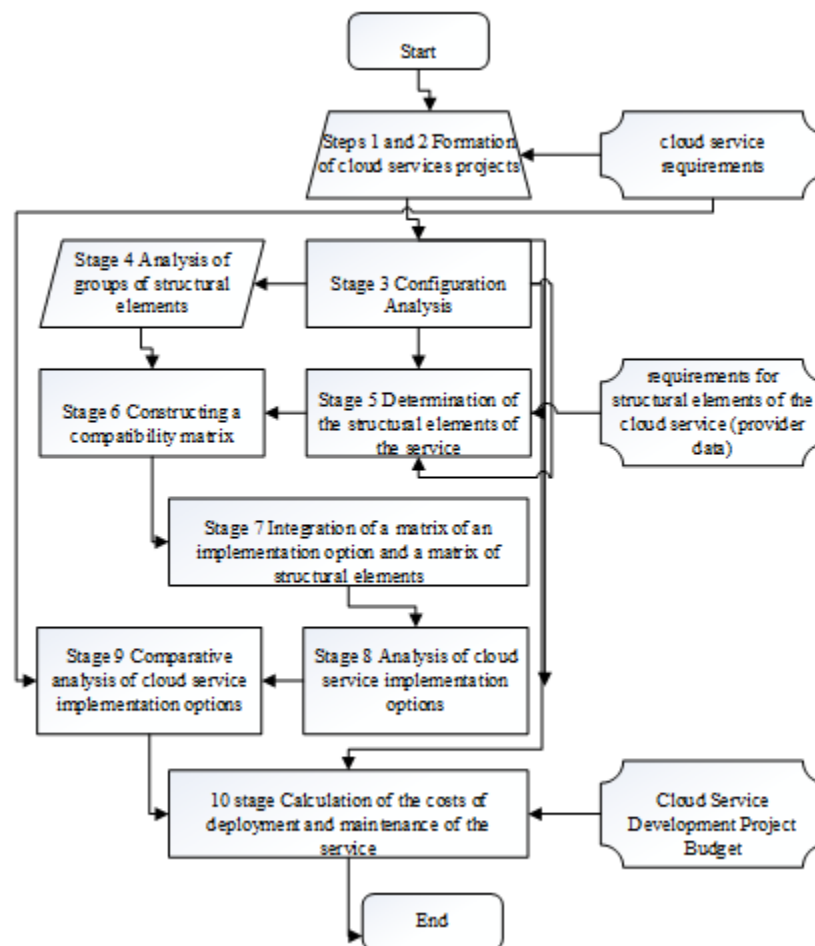 Start
Steps 1 and 2 Formation
of cloud services projects
cloud service
requirements
Stage 4 Analysis of
groups of structural
elements
Stage 3 Configuration
Analysis
Stage 6 Constructing a
compatibility matrix
Stage 5 Determination of
the structural elements of
the service
requirements for
structural elements of the
cloud service (provider
data)
Stage 7 Integration of a matrix of an
implementation option and a matrix of
structural elements
Stage 9 Comparative
analysis of cloud service
implementation options
Stage 8 Analysis of cloud
service implementation
options
10 stage Calculation of the costs of
deployment and maintenance of the
service
Cloud Service
Development Project
Budget
End